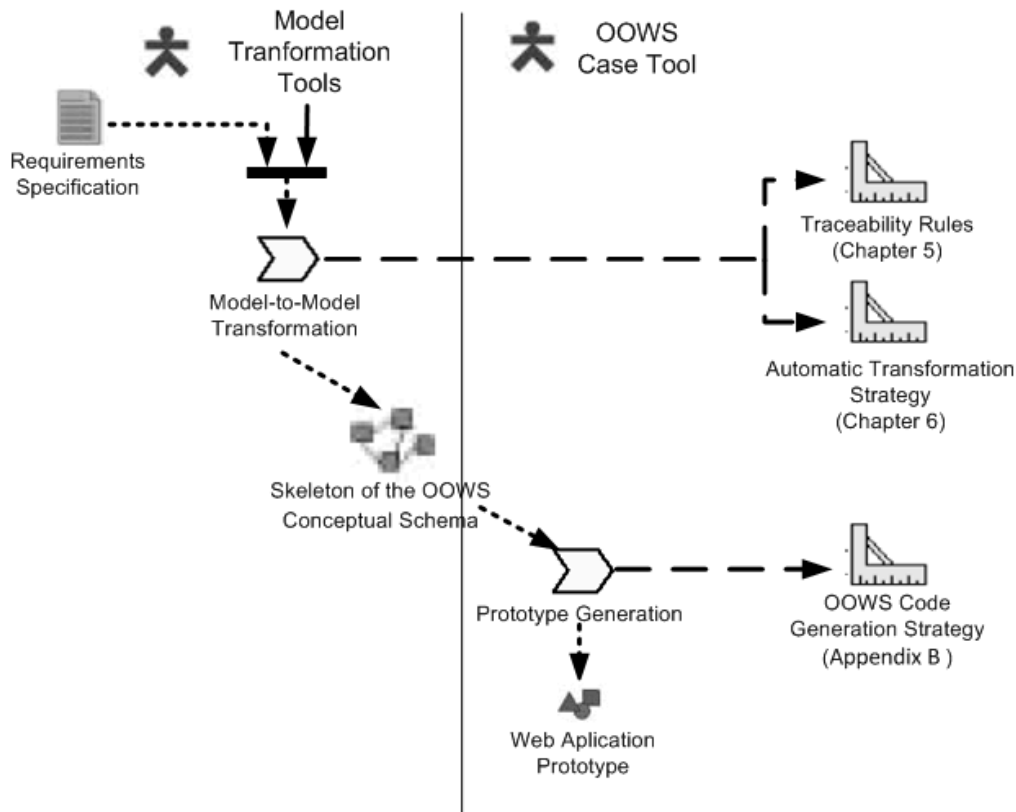 Model
Tranformation
Tools
OOWS
Case Tool
Requirements
Specification
Traceability Rules
(Chapter 5)
Model-to-Model
Transformation
Automatic Transformation
Strategy
(Chapter 6)
Skeleton of the OOWS
Conceptual Schema
Prototype Generation
OOWS Code
Generation Strategy
(Appendix B )
Web Aplication
Prototype